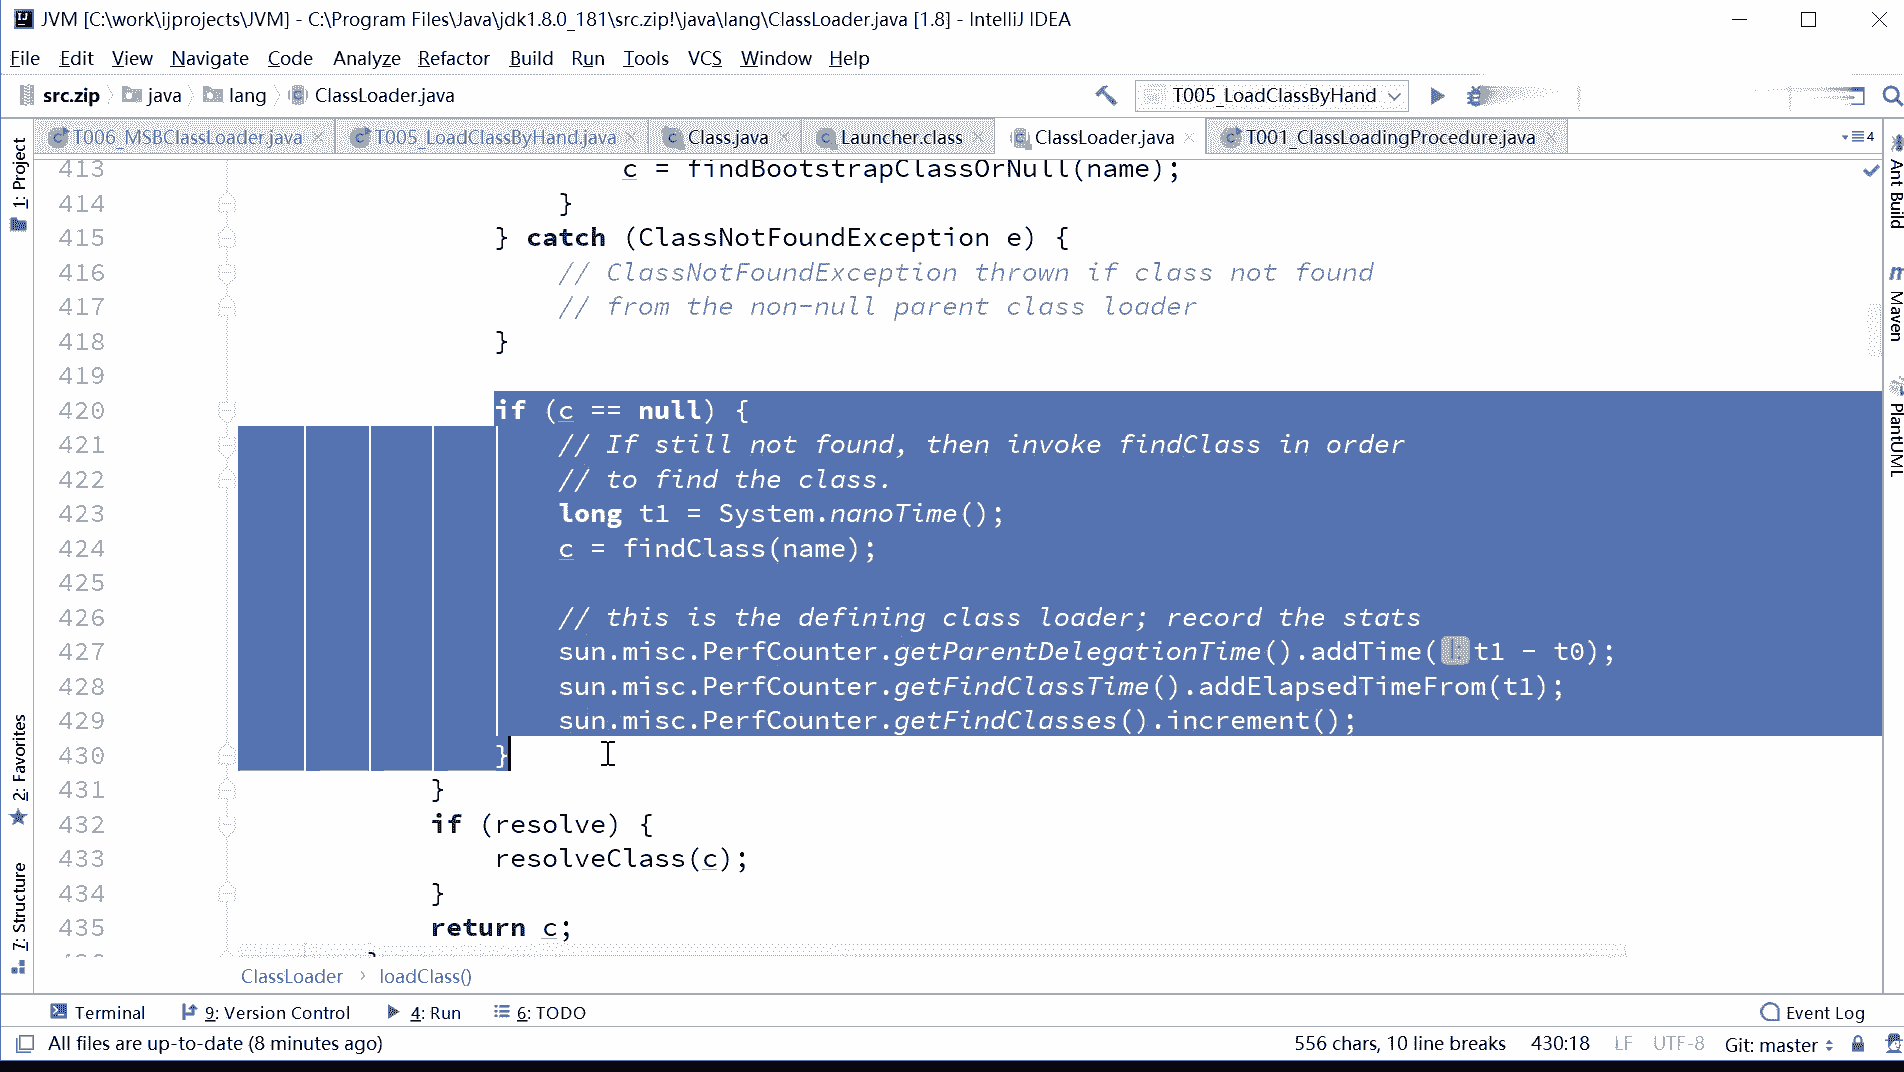 JVM [C:\work\ijprojects\JVM] - C:\Program Files\Java\jdk1.8.0_181\src.zip!\java\lang\ClassLoader.java [1.8] - IntelliJ IDEA
File Edit View Navigate Code Analyze Refactor Build Run Tools VCS Window Help
src.zip java lang ClassLoader.java T005_LoadClassByHand
T006_MSBClassLoader.java T005_LoadClassByHand.java Class.java Launcher.class ClassLoader.java T001_ClassLoadingProcedure.java 4
1: Project
2: Favorites
7: Structure
413 c = findBootstrapClassOrNull(name);
414 }
415 } catch (ClassNotFoundException e) {
416 // ClassNotFoundException thrown if class not found
417 // from the non-null parent class loader
418 }
419
420 if (c == null) {
421 // If still not found, then invoke findClass in order
422 // to find the class.
423 long t1 = System.nanoTime();
424 c = findClass(name);
425
426 // this is the defining class loader; record the stats
427 sun.misc.PerfCounter.getParentDelegationTime().addTime( t1 - t0);
428 sun.misc.PerfCounter.getFindClassTime().addElapsedTimeFrom(t1);
429 sun.misc.PerfCounter.getFindClasses().increment();
430 }
431 }
432 if (resolve) {
433 resolveClass(c);
434 }
435 return c;
Ant Build
Maven
PlantUML
ClassLoader › loadClass()
Terminal 9: Version Control 4: Run 6: TODO Event Log
All files are up-to-date (8 minutes ago) 556 chars, 10 line breaks 430:18 LF UTF-8 Git: master